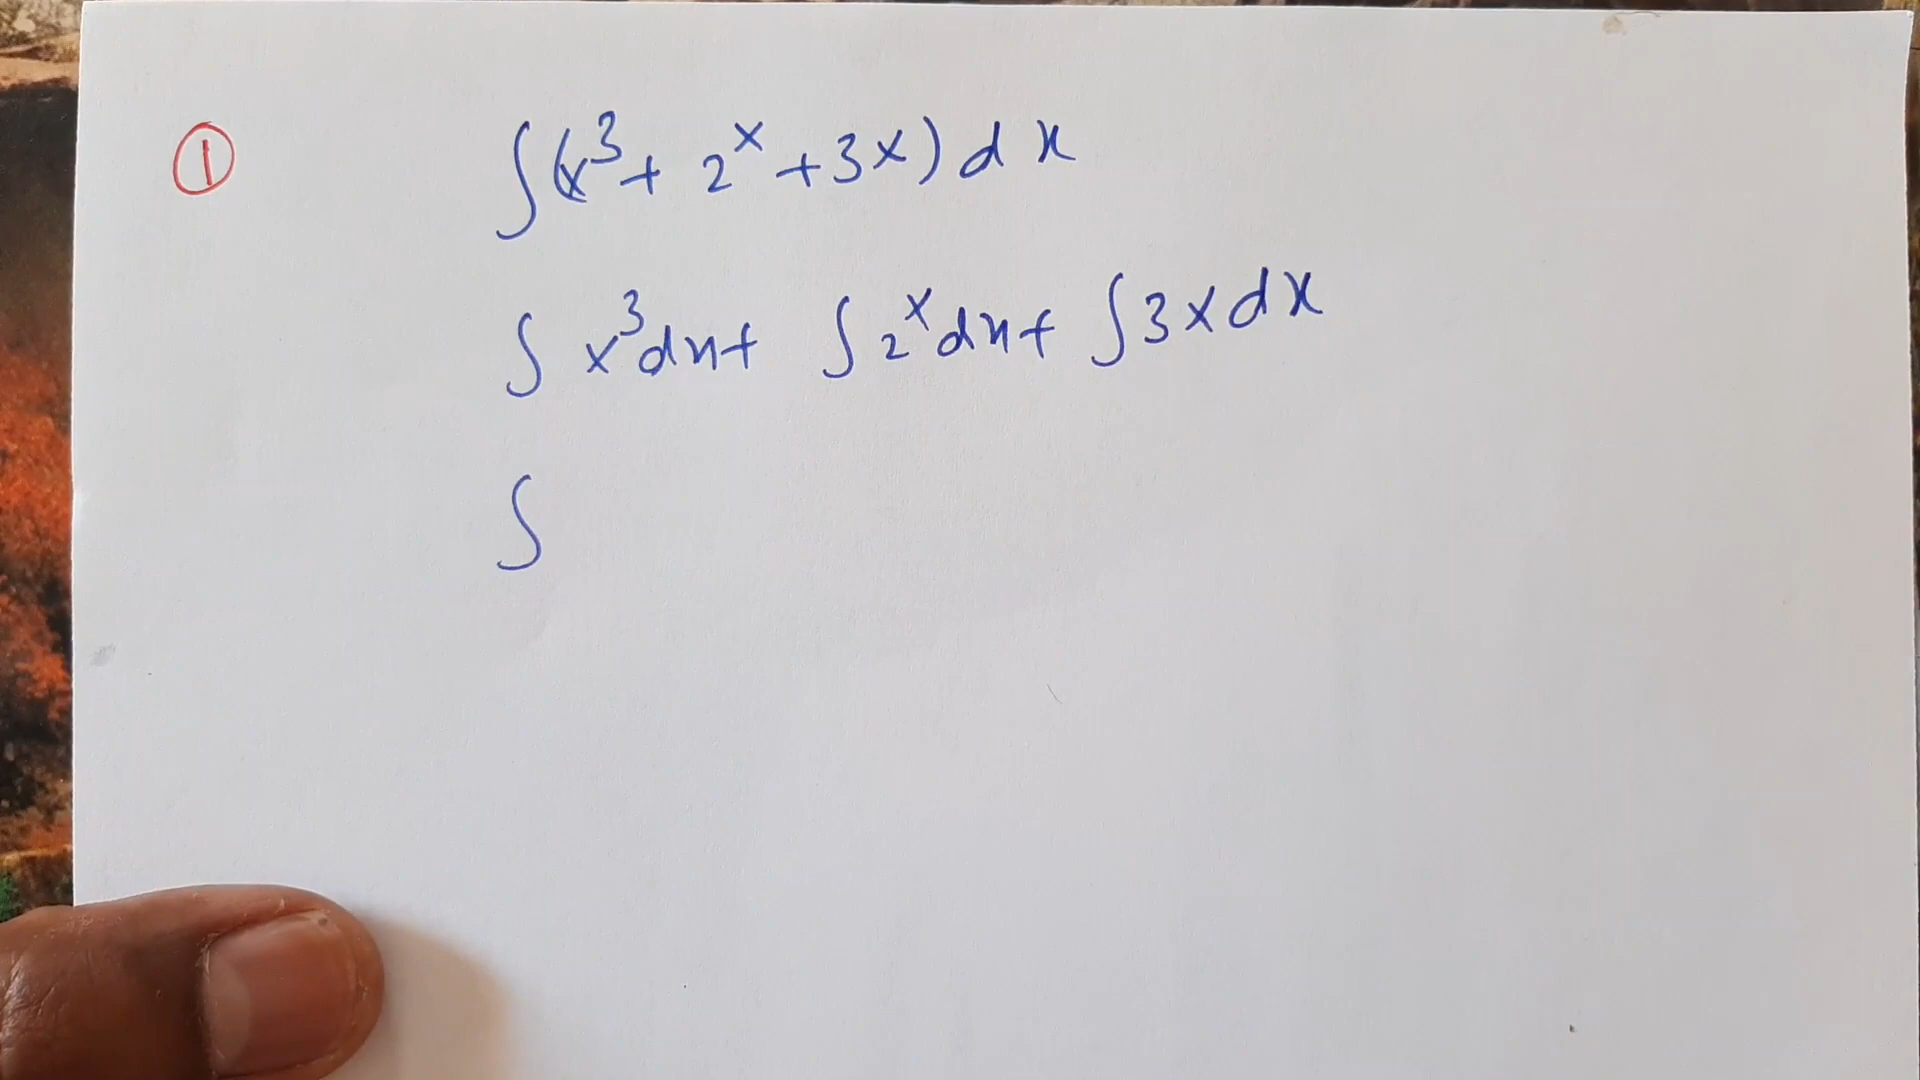 ① ∫(x³ + 2ˣ + 3x) dx
∫ x³dx + ∫ 2ˣdx + ∫ 3x dx
∫